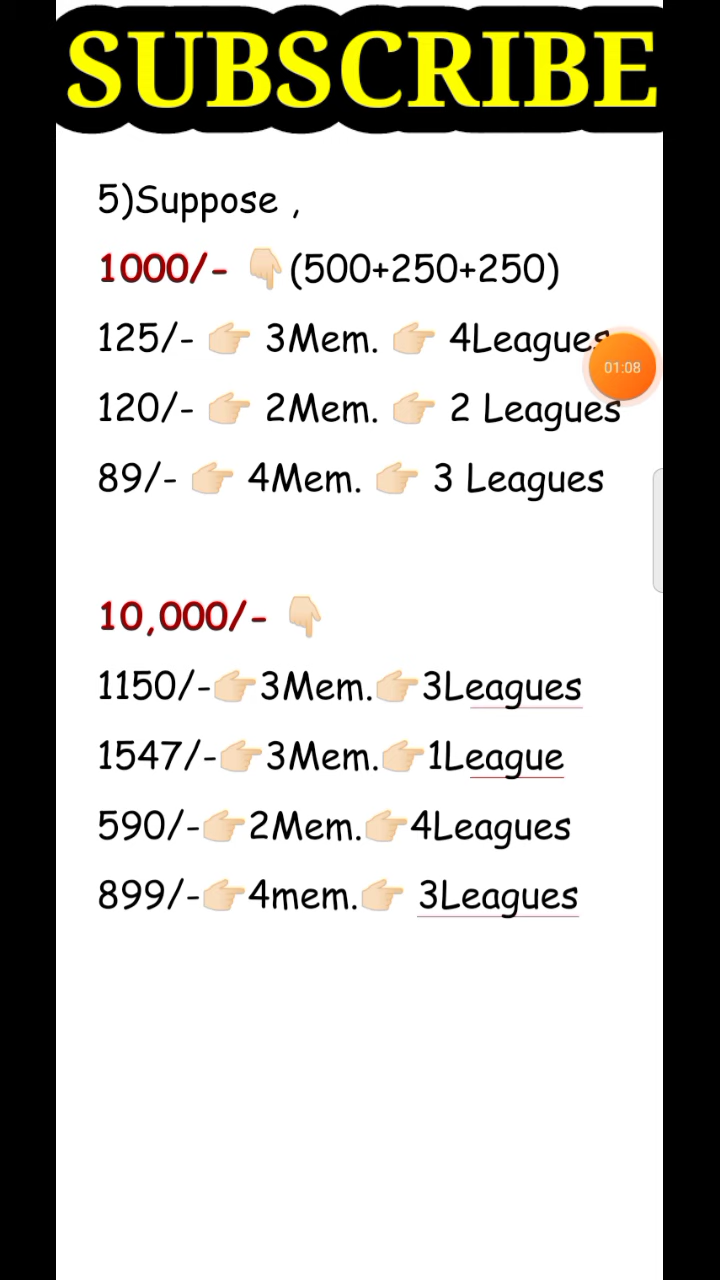 SUBSCRIBE
5)Suppose ,
1000/- 👇🏻(500+250+250)
125/- 👉🏻 3Mem. 👉🏻 4Leagues
01:08
120/- 👉🏻 2Mem. 👉🏻 2 Leagues
89/- 👉🏻 4Mem. 👉🏻 3 Leagues
10,000/- 👇🏻
1150/-👉🏻3Mem.👉🏻3Leagues
1547/-👉🏻3Mem.👉🏻1League
590/-👉🏻2Mem.👉🏻4Leagues
899/-👉🏻4mem.👉🏻 3Leagues